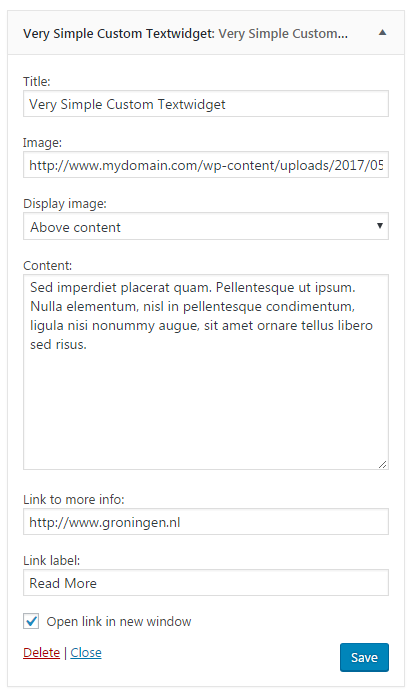 Very Simple Custom Textwidget: Very Simple Custom...
Title:
Very Simple Custom Textwidget
Image:
http://www.mydomain.com/wp-content/uploads/2017/05
Display image:
Above content
Content:
Sed imperdiet placerat quam. Pellentesque ut ipsum.
Nulla elementum, nisl in pellentesque condimentum,
ligula nisi nonummy augue, sit amet ornare tellus libero
sed risus.
Link to more info:
http://www.groningen.nl
Link label:
Read More
Open link in new window
Delete | Close
Save